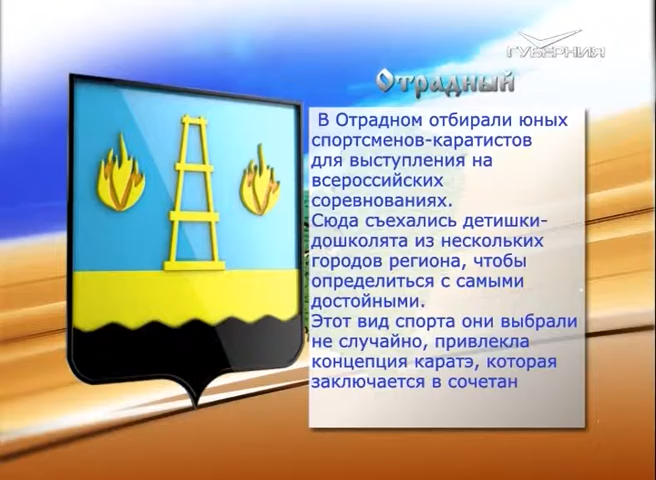 ГУБЕРНИЯ
Отрадный
В Отрадном отбирали юных
спортсменов-каратистов
для выступления на
всероссийских
соревнованиях.
Сюда съехались детишки-
дошколята из нескольких
городов региона, чтобы
определиться с самыми
достойными.
Этот вид спорта они выбрали
не случайно, привлекла
концепция каратэ, которая
заключается в сочетан